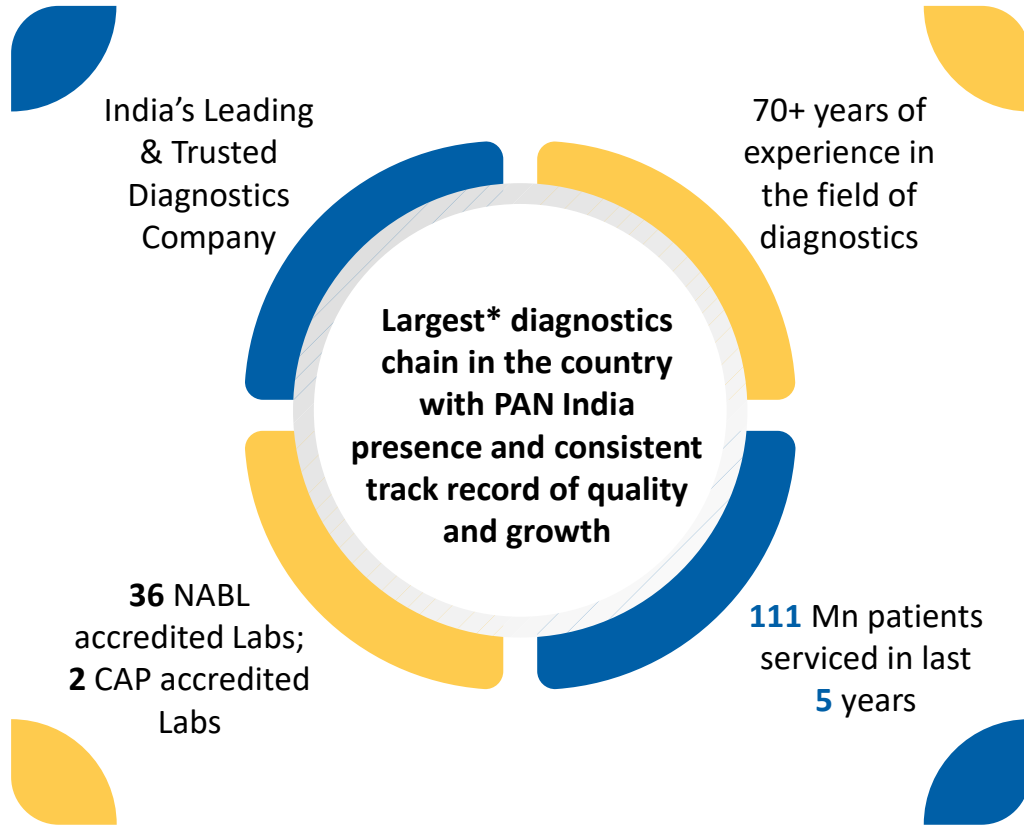 India's Leading
& Trusted
Diagnostics
Company
70+ years of
experience in
the field of
diagnostics
Largest* diagnostics
chain in the country
with PAN India
presence and consistent
track record of quality
and growth
36 NABL
accredited Labs;
2 CAP accredited
Labs
111 Mn patients
serviced in last
5 years